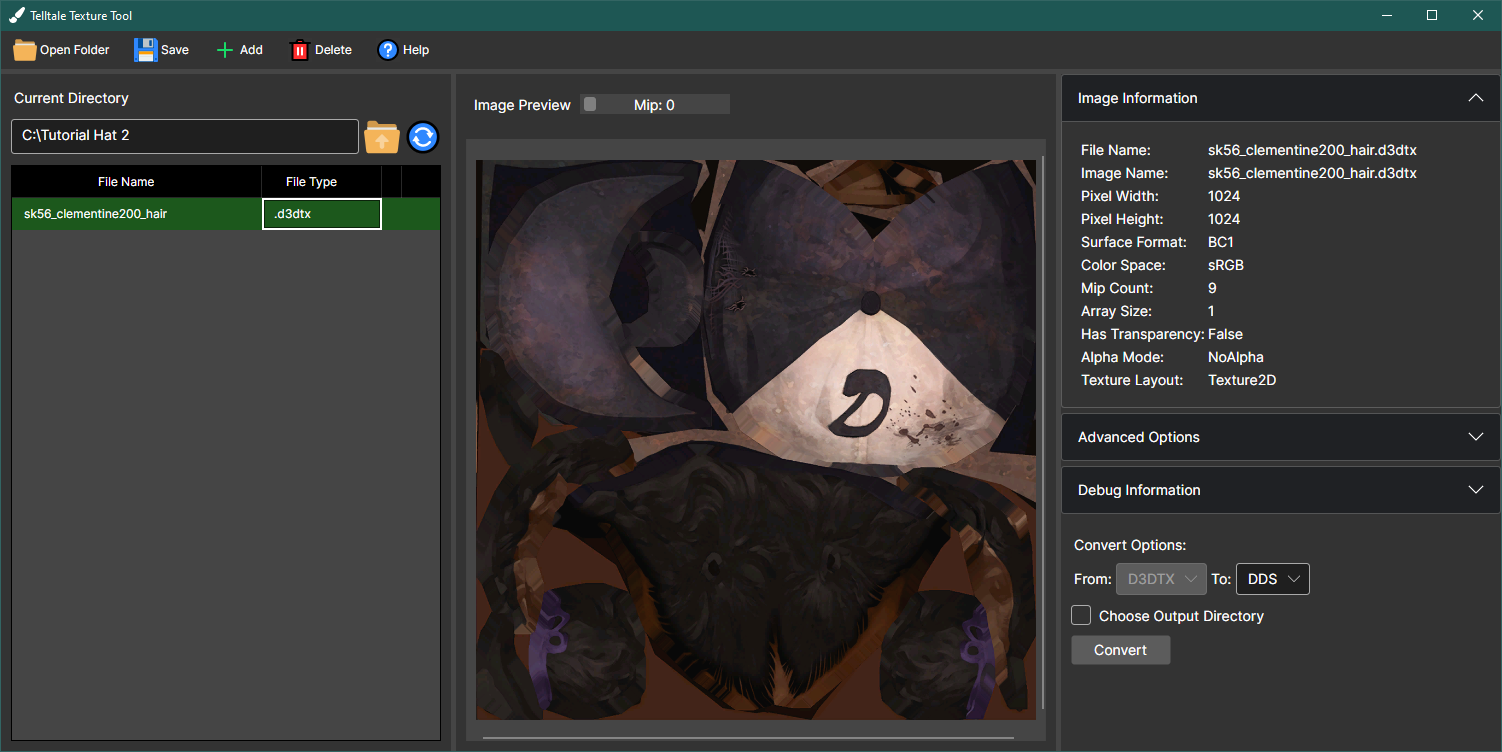 Telltale Texture Tool
Open Folder Save Add Delete Help
Current Directory
C:\Tutorial Hat 2
File Name File Type
sk56_clementine200_hair .d3dtx
Image Preview Mip: 0
D
Image Information
File Name: sk56_clementine200_hair.d3dtx
Image Name: sk56_clementine200_hair.d3dtx
Pixel Width: 1024
Pixel Height: 1024
Surface Format: BC1
Color Space: sRGB
Mip Count: 9
Array Size: 1
Has Transparency: False
Alpha Mode: NoAlpha
Texture Layout: Texture2D
Advanced Options
Debug Information
Convert Options:
From: D3DTX To: DDS
Choose Output Directory
Convert